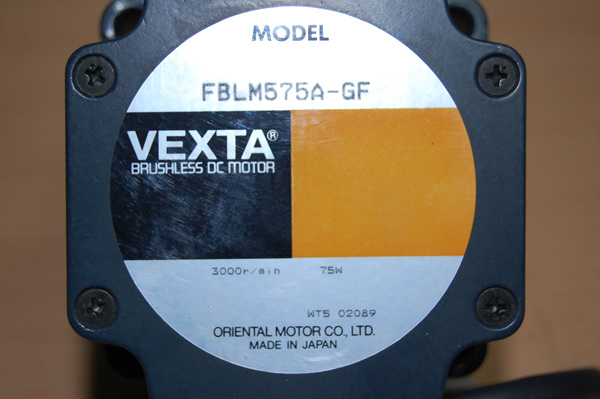 MODEL
FBLM575A-GF
VEXTA®
BRUSHLESS DC MOTOR
3000r/min 75W
WT5 02089
ORIENTAL MOTOR CO., LTD.
MADE IN JAPAN